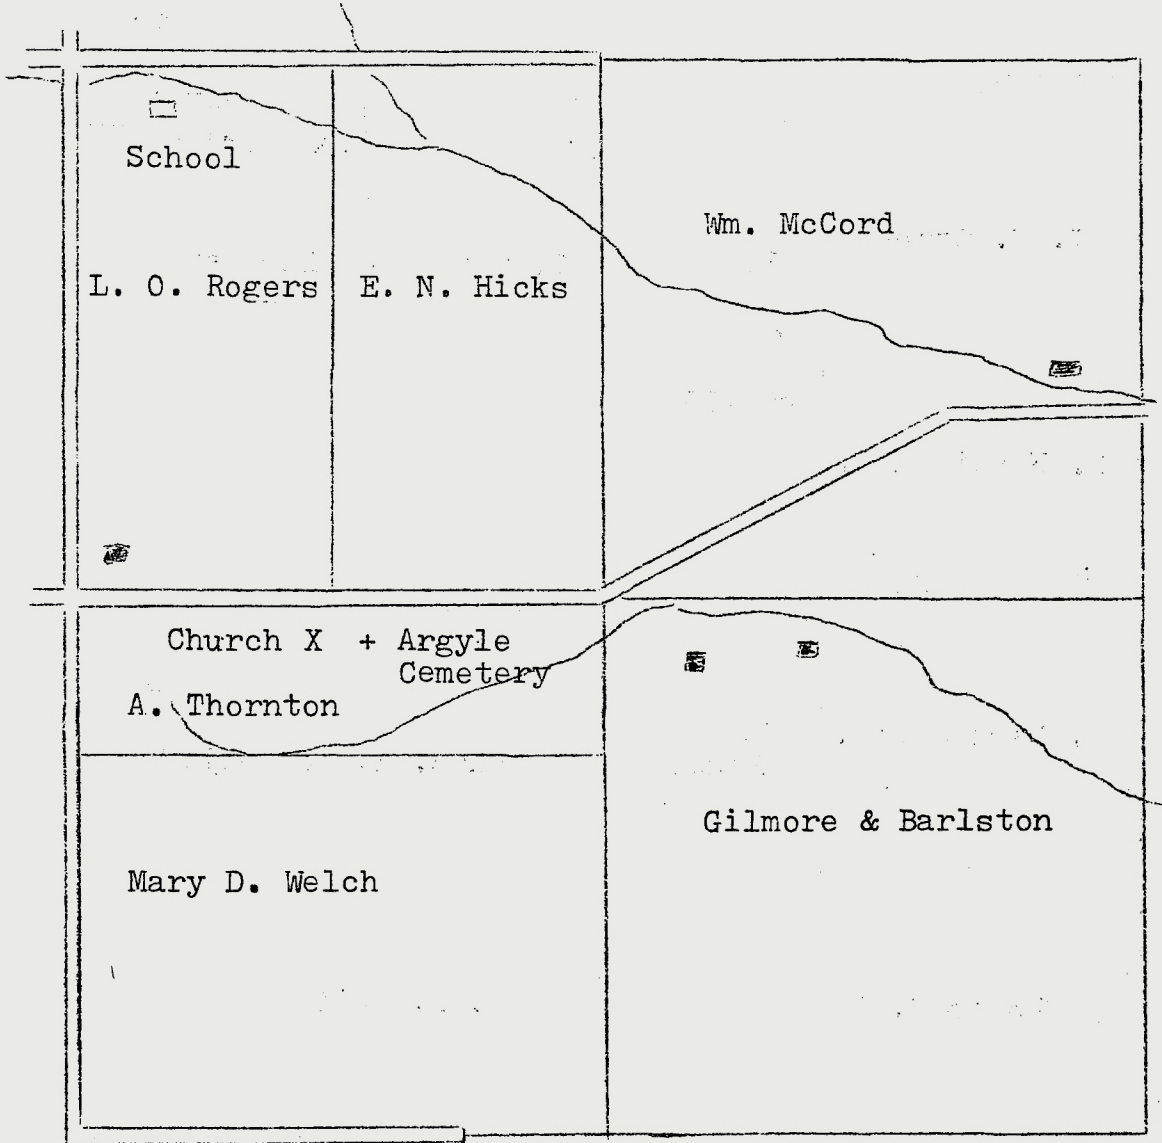 School
Wm. McCord
L. O. Rogers
E. N. Hicks
Church X + Argyle
Cemetery
A. Thornton
Gilmore & Barlston
Mary D. Welch